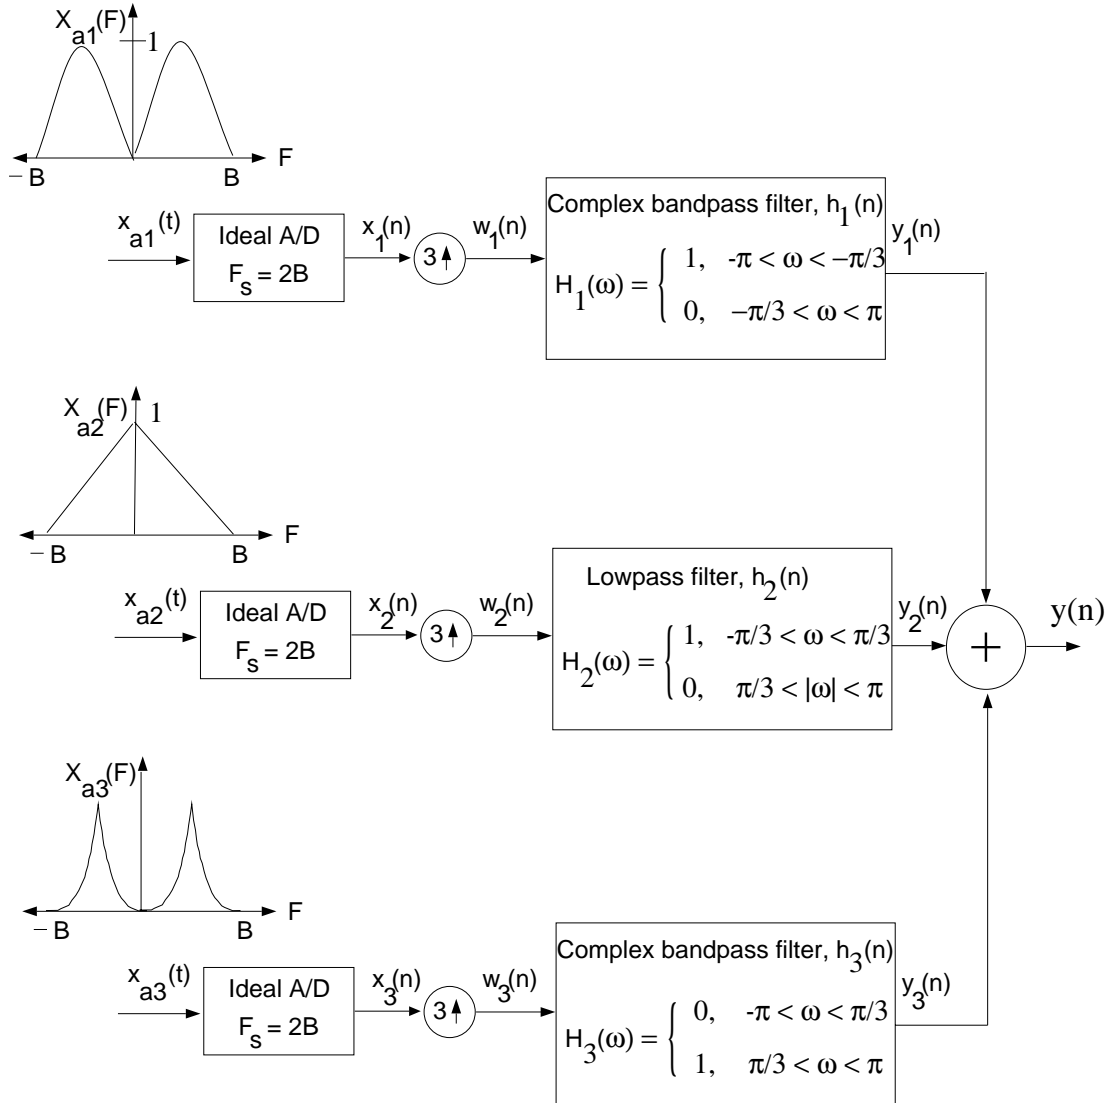 X_a1(F)
1
− B
B
F
x_a1(t)
Ideal A/D
F_s = 2B
x_1(n)
3
w_1(n)
Complex bandpass filter, h_1(n)
H_1(ω) = { 1, -π < ω < −π/3
0, −π/3 < ω < π
y_1(n)
X_a2(F)
1
− B
B
F
x_a2(t)
Ideal A/D
F_s = 2B
x_2(n)
3
w_2(n)
Lowpass filter, h_2(n)
H_2(ω) = { 1, -π/3 < ω < π/3
0, π/3 < |ω| < π
y_2(n)
+
y(n)
X_a3(F)
− B
B
F
x_a3(t)
Ideal A/D
F_s = 2B
x_3(n)
3
w_3(n)
Complex bandpass filter, h_3(n)
H_3(ω) = { 0, -π < ω < π/3
1, π/3 < ω < π
y_3(n)